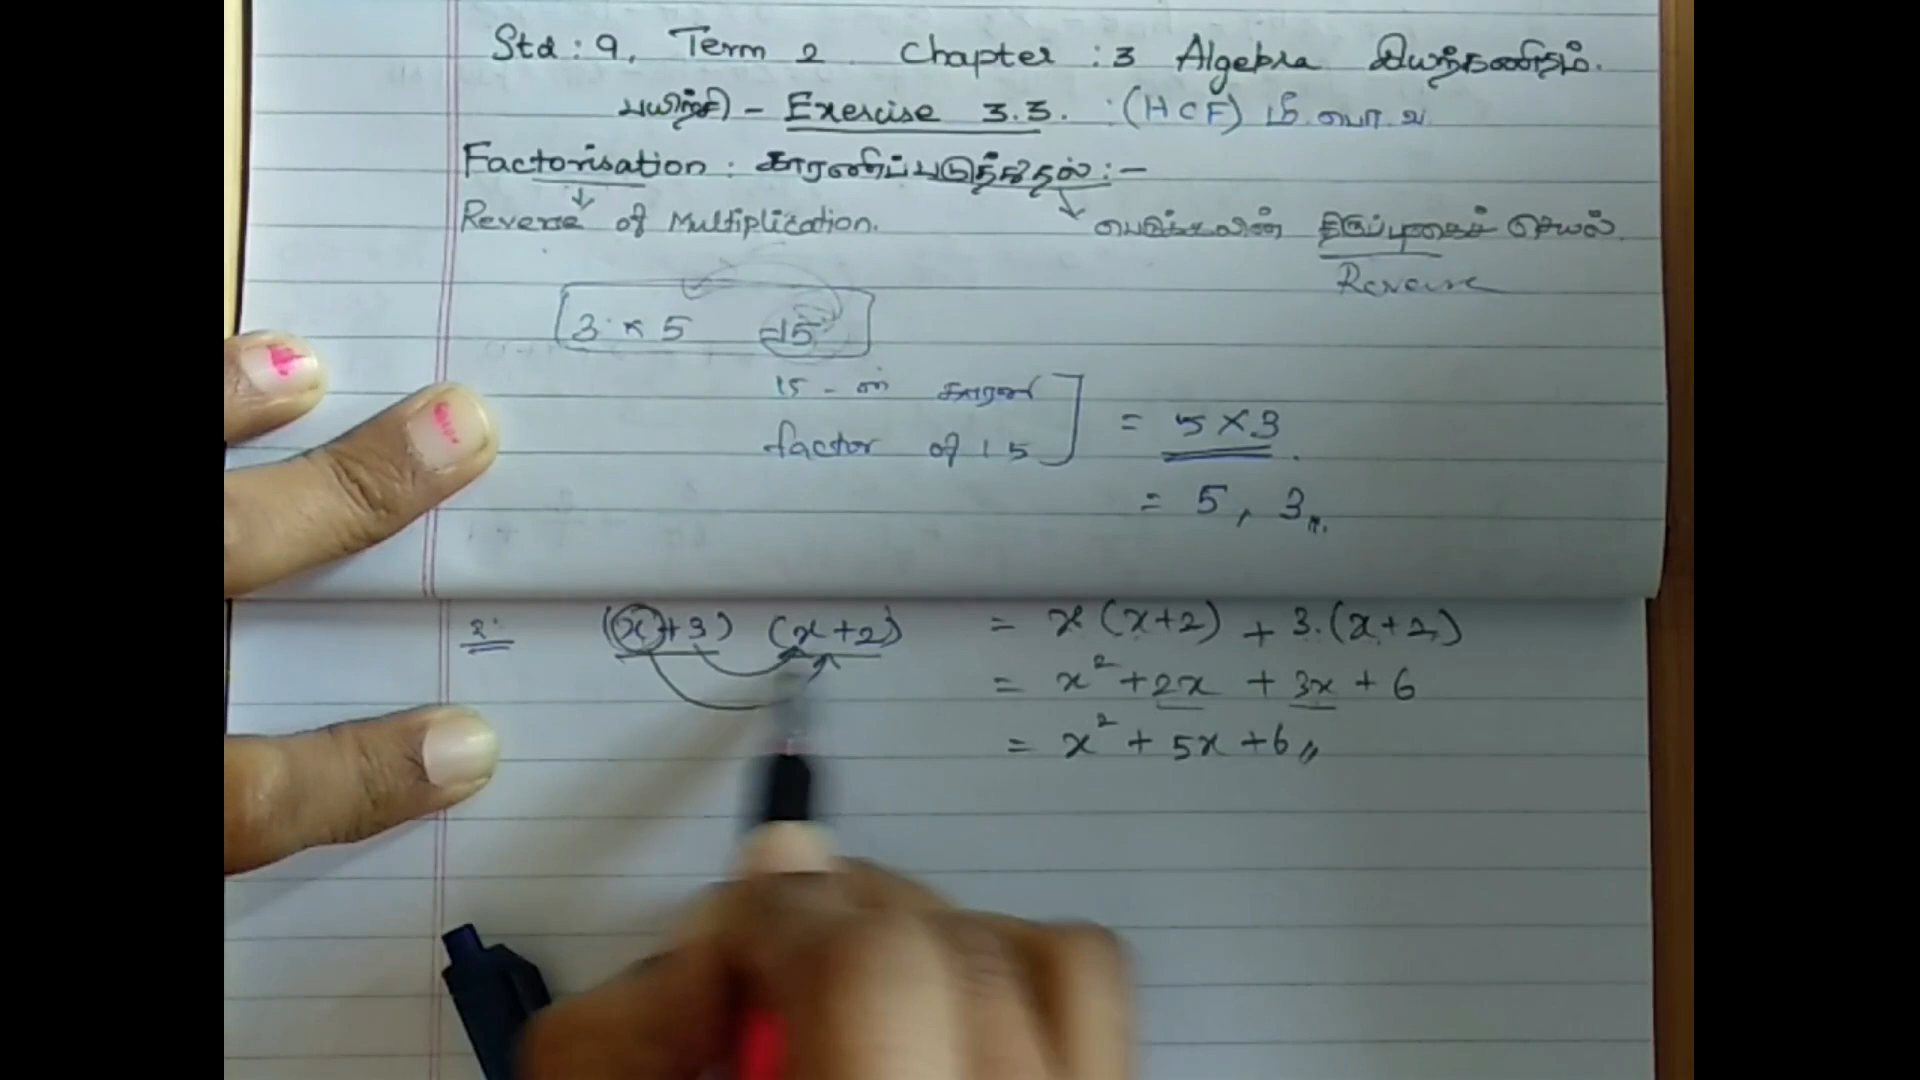 Std : 9, Term 2 Chapter : 3 Algebra இயற்கணிதம்.
பயிற்சி - Exercise 3.3. : (HCF) மீ.பொ.வ
Factorisation : காரணிப்படுத்துதல் :-
Reverse of Multiplication. பெருக்கலின் திருப்புகைச் செயல்.
Reverse
3 × 5 =15
15 - ன் காரணி
factor of 15
= 5 × 3.
= 5, 3
2. (x+3) (x+2) = x (x+2) + 3.(x+2)
= x² + 2x + 3x + 6
= x² + 5x + 6